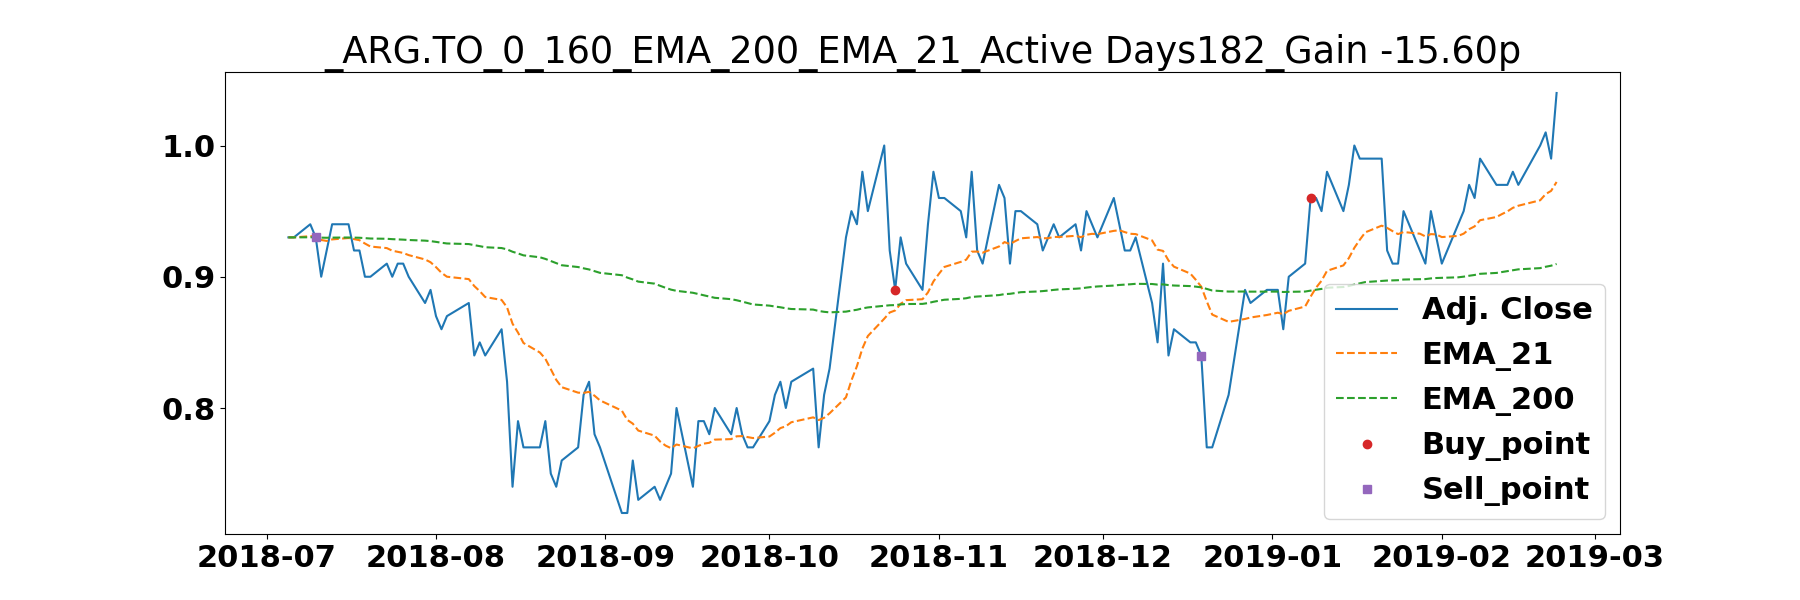 _ARG.TO_0_160_EMA_200_EMA_21_Active Days182_Gain -15.60p
1.0
0.9
0.8
Adj. Close
EMA_21
EMA_200
Buy_point
Sell_point
2018-07 2018-08 2018-09 2018-10 2018-11 2018-12 2019-01 2019-02 2019-03